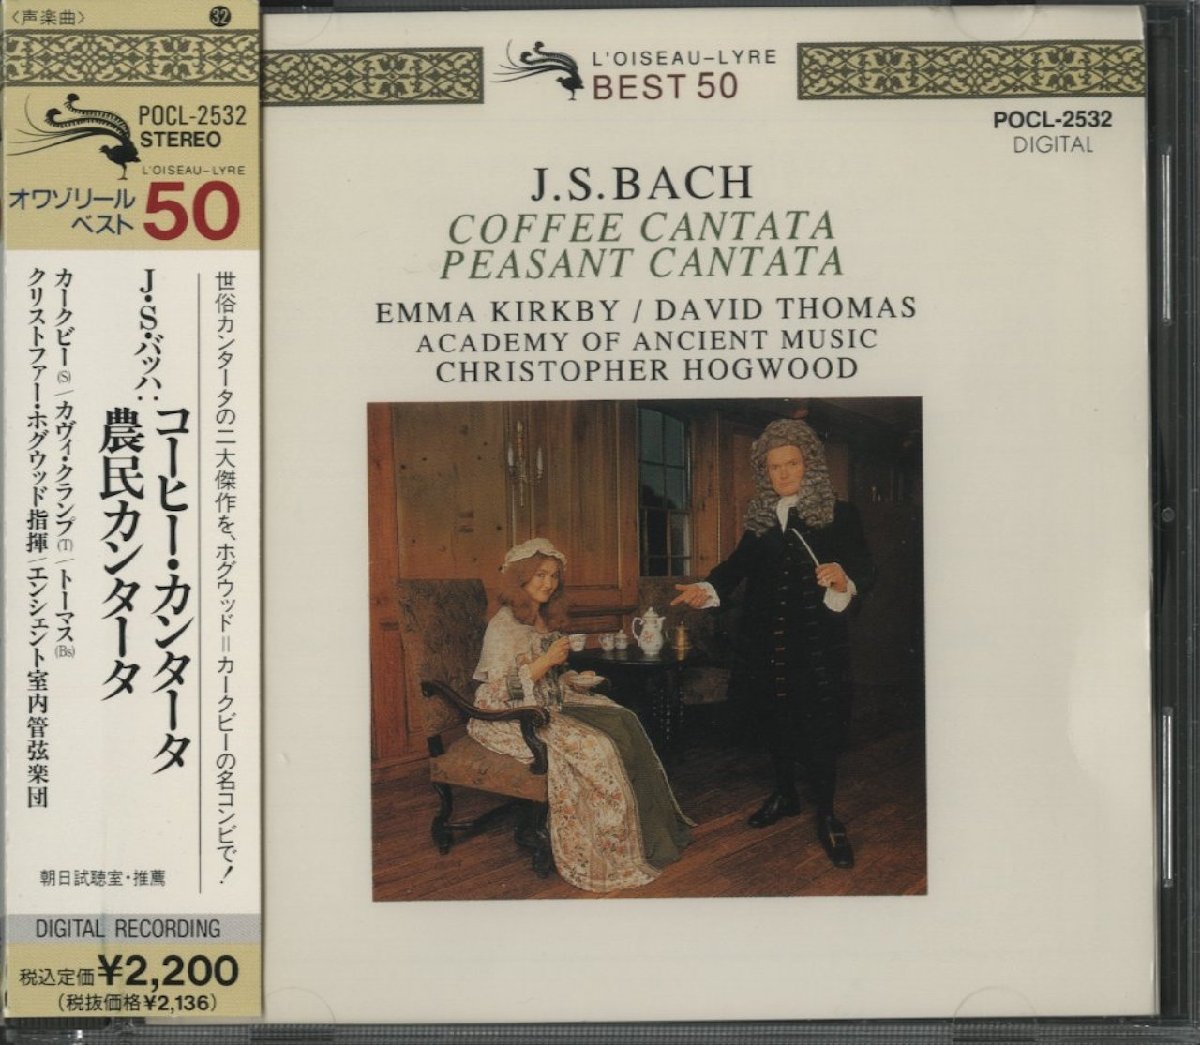 〈声楽曲〉 ㉜
POCL-2532
STEREO
L'OISEAU-LYRE
オワゾリール
ベスト
50
世俗カンタータの二大傑作を、ホグウッド=カークビーの名コンビで!
J・S・バッハ:
コーヒー・カンタータ
農民カンタータ
カークビー(S)/カヴィ・クランプ(T)/トーマス(Bs)
クリストファー・ホグウッド指揮/エンシェント室内管弦楽団
朝日試聴室・推薦
DIGITAL RECORDING
税込定価¥2,200
(税抜価格¥2,136)
L'OISEAU-LYRE
BEST 50
POCL-2532
DIGITAL
J.S.BACH
COFFEE CANTATA
PEASANT CANTATA
EMMA KIRKBY / DAVID THOMAS
ACADEMY OF ANCIENT MUSIC
CHRISTOPHER HOGWOOD